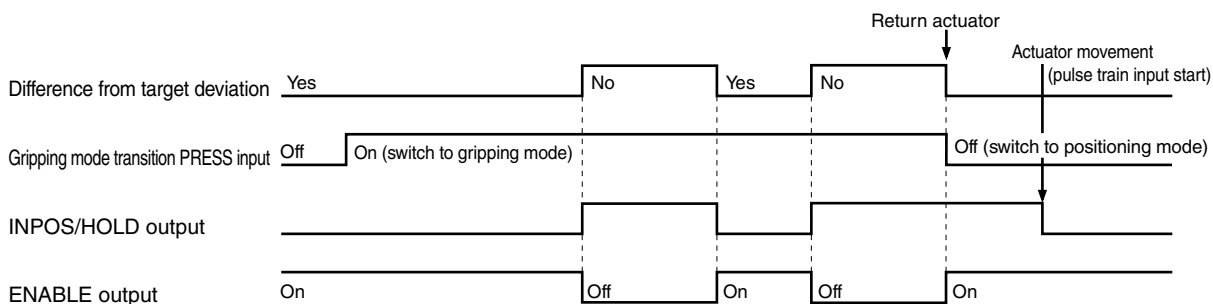 Return actuator
Actuator movement
(pulse train input start)
Difference from target deviation
Yes
No
Yes
No
Gripping mode transition PRESS input
Off
On (switch to gripping mode)
Off (switch to positioning mode)
INPOS/HOLD output
ENABLE output
On
Off
On
Off
On